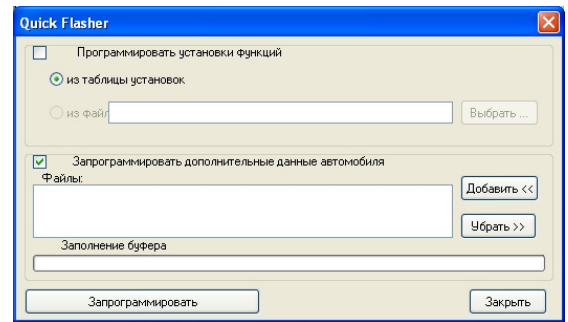 Quick Flasher
Программировать установки функций
из таблицы установок
из файл
Выбрать ...
Запрограммировать дополнительные данные автомобиля
Файлы:
Добавить <<
Убрать >>
Заполнение буфера
Запрограммировать
Закрыть